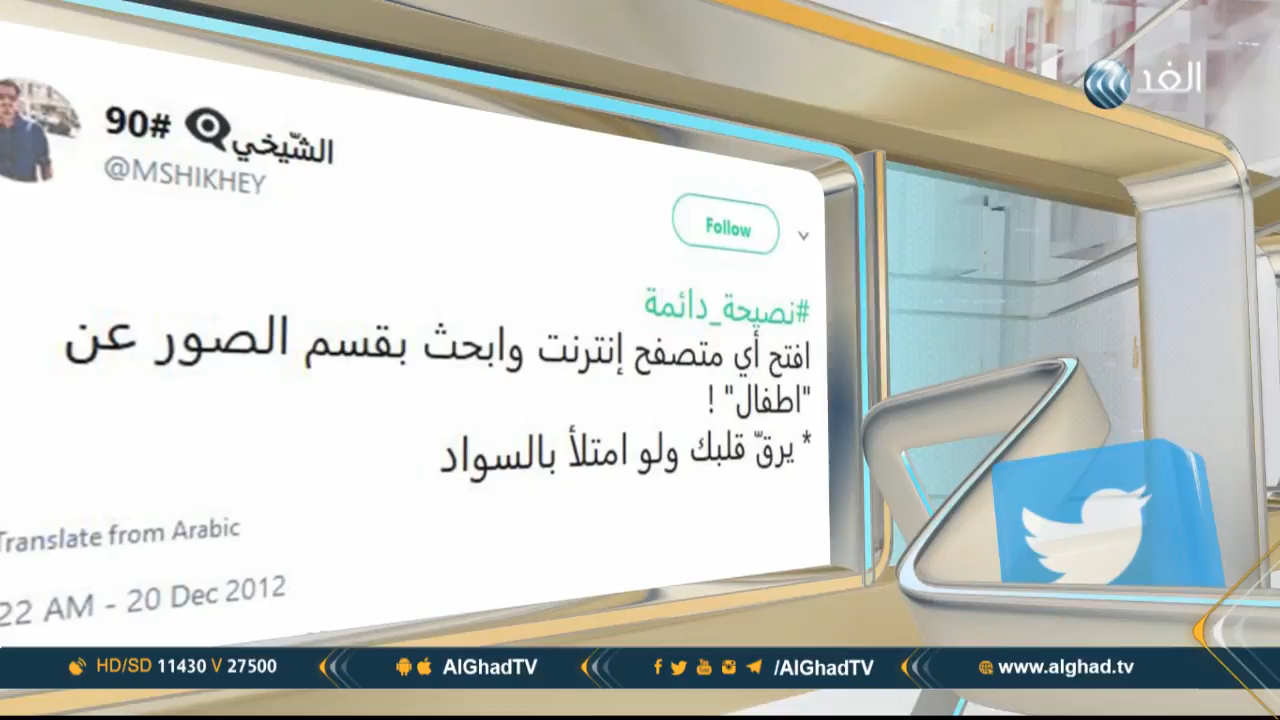 الغد
الشّيخي #90
@MSHIKHEY
Follow
#نصيحة_دائمة
افتح أي متصفح إنترنت وابحث بقسم الصور عن
"اطفال" !
* يرقّ قلبك ولو امتلأ بالسواد
Translate from Arabic
22 AM - 20 Dec 2012
HD/SD 11430 V 27500
AlGhadTV
/AlGhadTV
www.alghad.tv